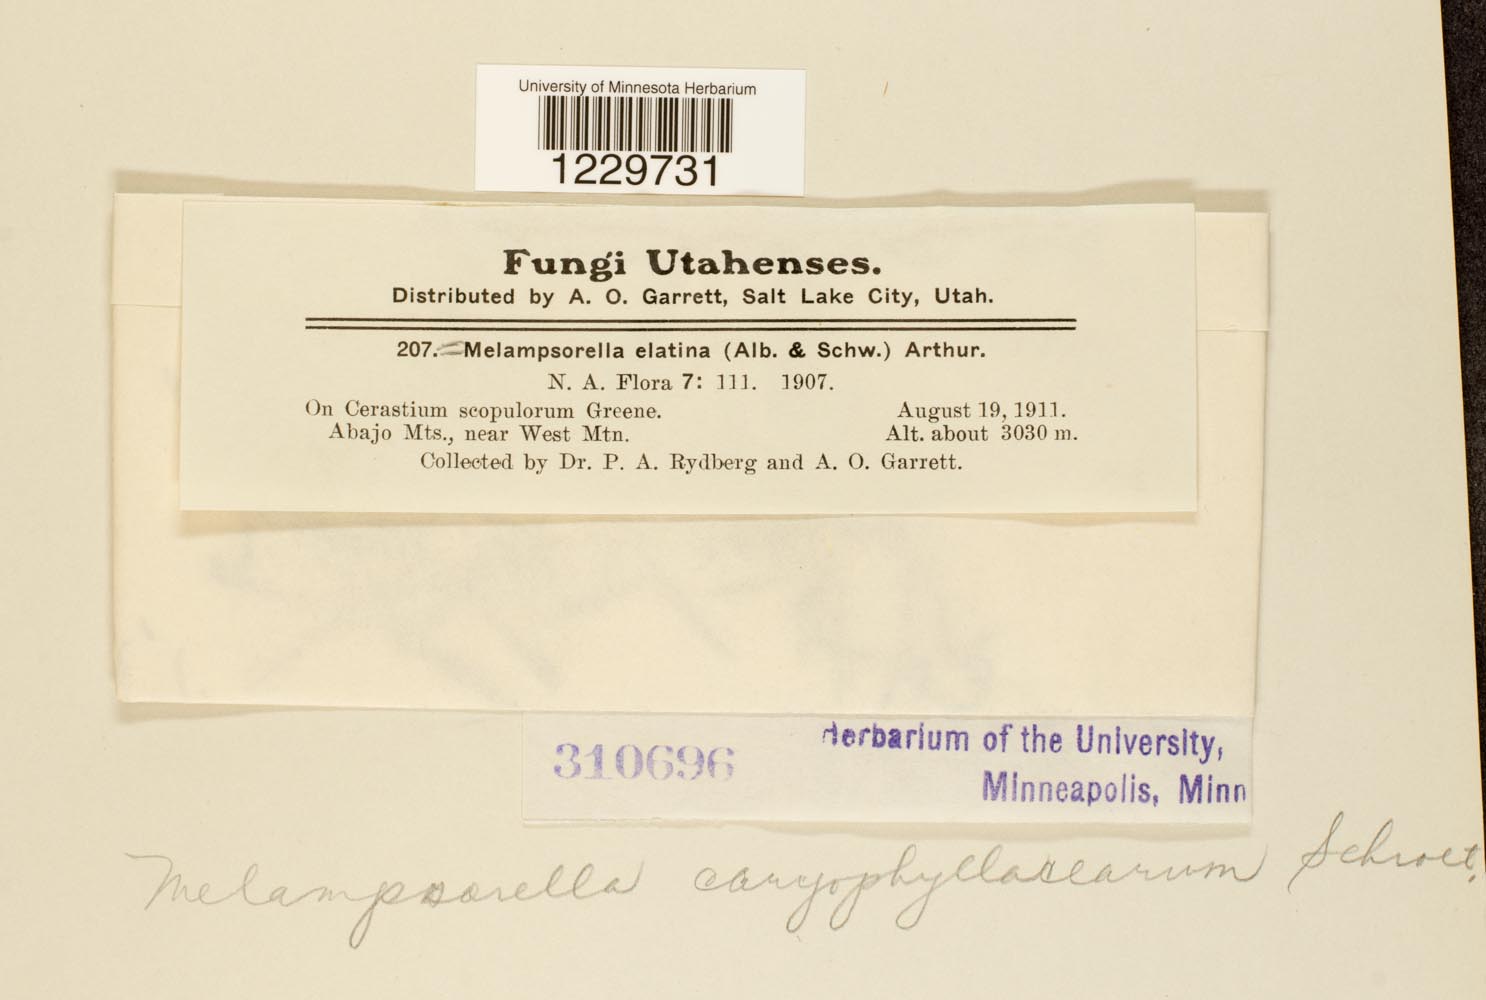 University of Minnesota Herbarium
1229731
Fungi Utahenses.
Distributed by A. O. Garrett, Salt Lake City, Utah.
207. Melampsorella elatina (Alb. & Schw.) Arthur.
N. A. Flora 7: 111. 1907.
On Cerastium scopulorum Greene. August 19, 1911.
Abajo Mts., near West Mtn. Alt. about 3030 m.
Collected by Dr. P. A. Rydberg and A. O. Garrett.
310696 Herbarium of the University,
Minneapolis, Minn
Melampsorella caryophyllacearum Schroet.